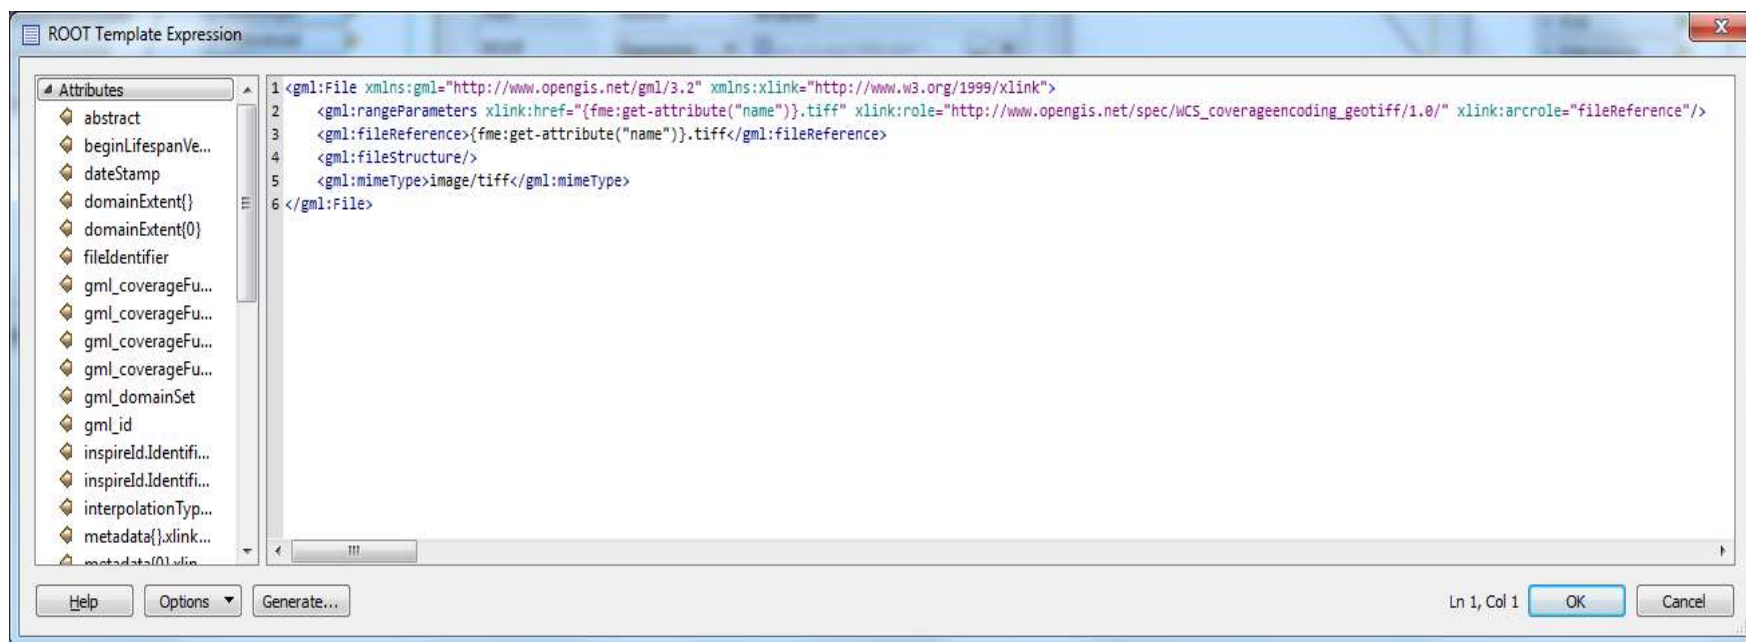 ROOT Template Expression
Attributes
abstract
beginLifespanVe...
dateStamp
domainExtent{}
domainExtent{0}
fileIdentifier
gml_coverageFu...
gml_coverageFu...
gml_coverageFu...
gml_coverageFu...
gml_domainSet
gml_id
inspireId.Identifi...
inspireId.Identifi...
interpolationTyp...
metadata{}.xlink...
1 <gml:File xmlns:gml="http://www.opengis.net/gml/3.2" xmlns:xlink="http://www.w3.org/1999/xlink">
2 <gml:rangeParameters xlink:href="{fme:get-attribute("name")}.tiff" xlink:role="http://www.opengis.net/spec/WCS_coverageencoding_geotiff/1.0/" xlink:arcrole="fileReference"/>
3 <gml:fileReference>{fme:get-attribute("name")}.tiff</gml:fileReference>
4 <gml:fileStructure/>
5 <gml:mimeType>image/tiff</gml:mimeType>
6 </gml:File>
Help Options Generate... Ln 1, Col 1 OK Cancel